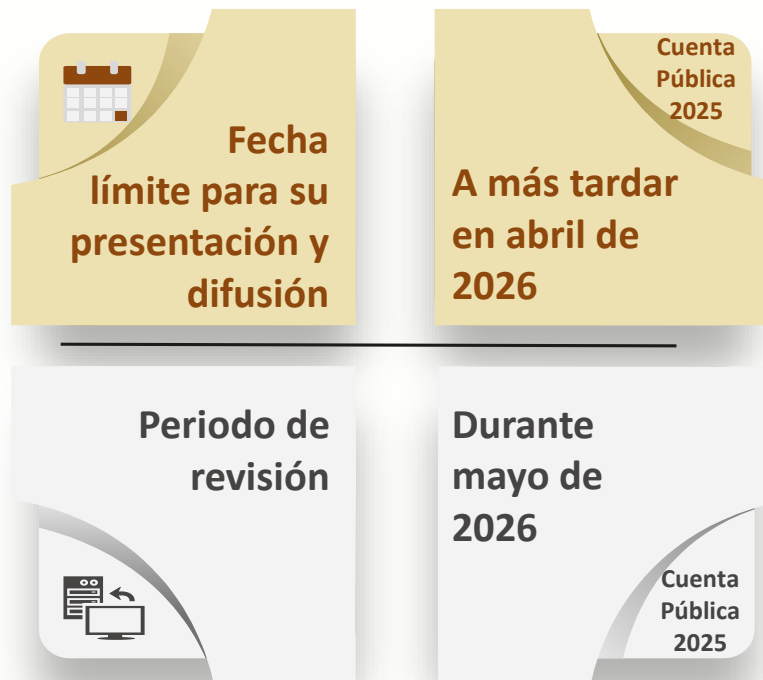 Fecha
límite para su
presentación y
difusión
Cuenta
Pública
2025
A más tardar
en abril de
2026
Periodo de
revisión
Durante
mayo de
2026
Cuenta
Pública
2025